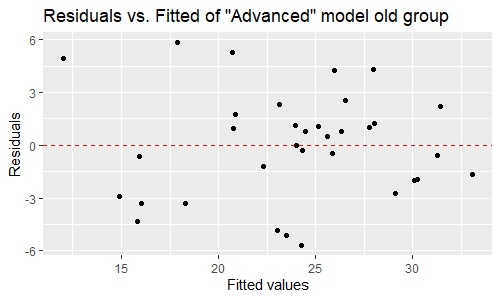 Residuals vs. Fitted of "Advanced" model old group
6
3
0
-3
-6
Residuals
15 20 25 30
Fitted values